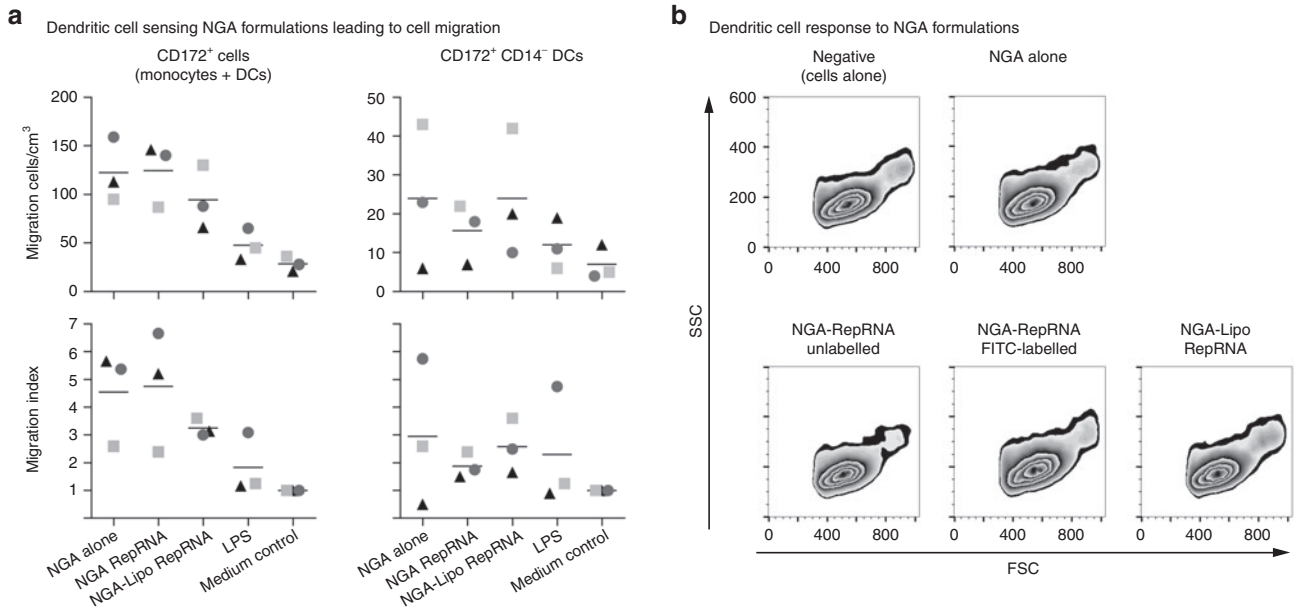 a
Dendritic cell sensing NGA formulations leading to cell migration
CD172+ cells
(monocytes + DCs)
CD172+ CD14− DCs
Migration cells/cm3
200
150
100
50
0
50
40
30
20
10
0
Migration index
7
6
5
4
3
2
1
NGA alone
NGA RepRNA
NGA-Lipo RepRNA
LPS
Medium control
NGA alone
NGA RepRNA
NGA-Lipo RepRNA
LPS
Medium control
b
Dendritic cell response to NGA formulations
Negative
(cells alone)
NGA alone
600
400
200
0
0 400 800
0 400 800
SSC
NGA-RepRNA
unlabelled
NGA-RepRNA
FITC-labelled
NGA-Lipo
RepRNA
0 400 800
0 400 800
0 400 800
FSC